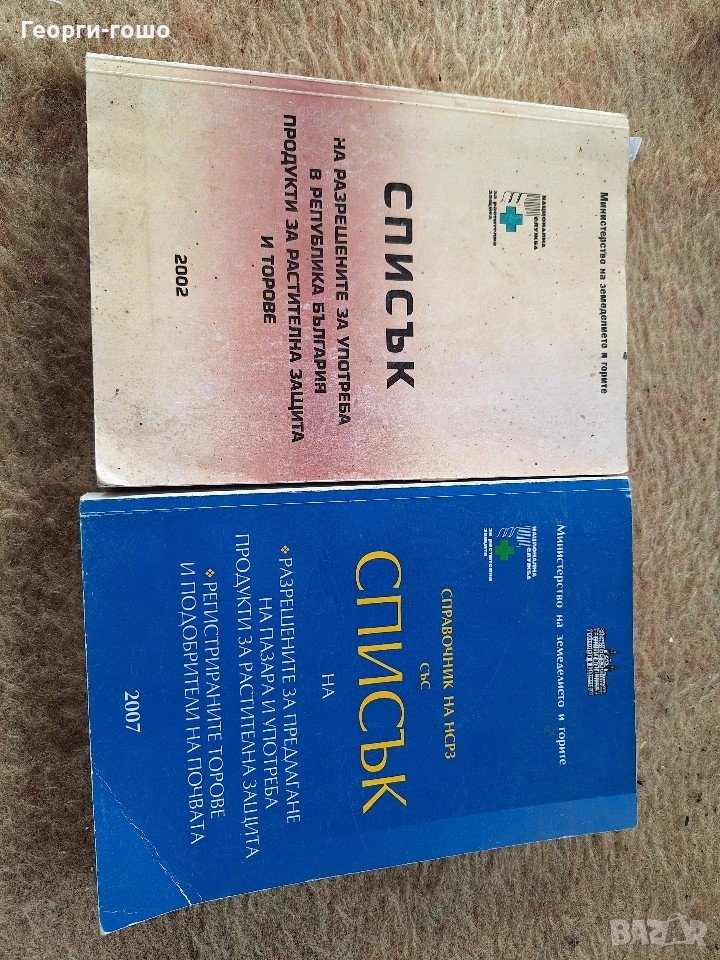 Георги-гошо
Министерство на земеделието и горите
НАЦИОНАЛНА
СЛУЖБА
ЗА РАСТИТЕЛНА
ЗАЩИТА
СПИСЪК
НА РАЗРЕШЕНИТЕ ЗА УПОТРЕБА
В РЕПУБЛИКА БЪЛГАРИЯ
ПРОДУКТИ ЗА РАСТИТЕЛНА ЗАЩИТА
И ТОРОВЕ
2002
Министерство на земеделието и горите
НАЦИОНАЛНА
СЛУЖБА
ЗА РАСТИТЕЛНА
ЗАЩИТА
СПРАВОЧНИК НА НСРЗ
СЪС
СПИСЪК
НА
• РАЗРЕШЕНИТЕ ЗА ПРЕДЛАГАНЕ
НА ПАЗАРА И УПОТРЕБА
ПРОДУКТИ ЗА РАСТИТЕЛНА ЗАЩИТА
• РЕГИСТРИРАНИТЕ ТОРОВЕ
И ПОДОБРИТЕЛИ НА ПОЧВАТА
2007
BAZAR